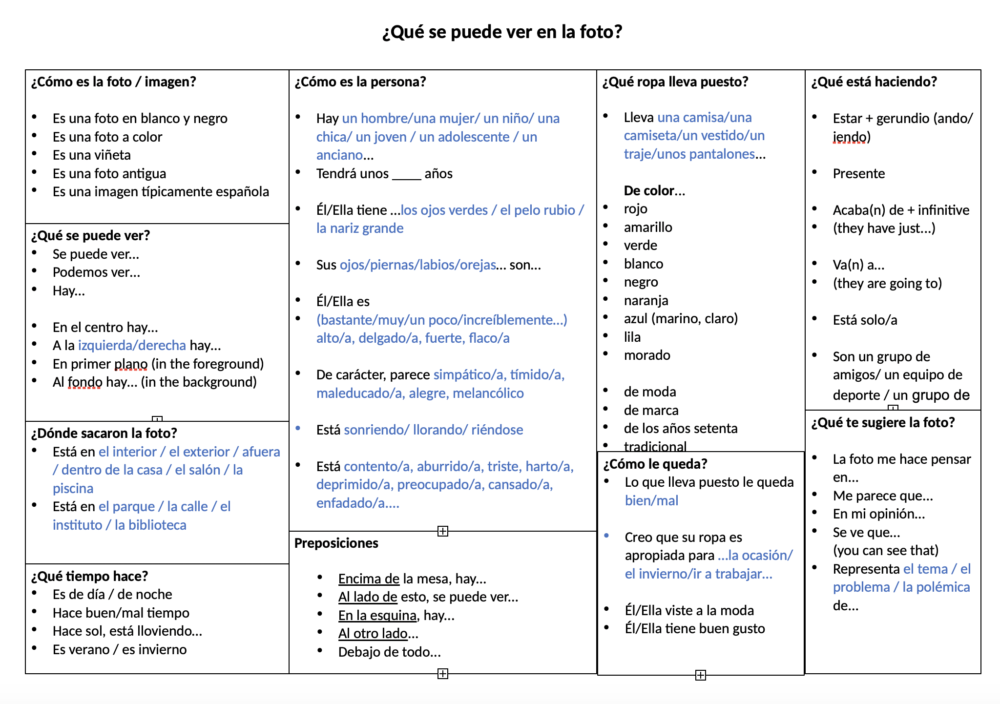 ¿Qué se puede ver en la foto?
¿Cómo es la foto / imagen?
• Es una foto en blanco y negro
• Es una foto a color
• Es una viñeta
• Es una foto antigua
• Es una imagen típicamente española
¿Qué se puede ver?
• Se puede ver...
• Podemos ver...
• Hay...
• En el centro hay...
• A la izquierda/derecha hay...
• En primer plano (in the foreground)
• Al fondo hay... (in the background)
¿Dónde sacaron la foto?
• Está en el interior / el exterior / afuera
/ dentro de la casa / el salón / la
piscina
• Está en el parque / la calle / el
instituto / la biblioteca
¿Qué tiempo hace?
• Es de día / de noche
• Hace buen/mal tiempo
• Hace sol, está lloviendo...
• Es verano / es invierno
¿Cómo es la persona?
• Hay un hombre/una mujer/ un niño/ una
chica/ un joven / un adolescente / un
anciano...
• Tendrá unos ____ años
• Él/Ella tiene ...los ojos verdes / el pelo rubio /
la nariz grande
• Sus ojos/piernas/labios/orejas... son...
• Él/Ella es
• (bastante/muy/un poco/increíblemente...)
alto/a, delgado/a, fuerte, flaco/a
• De carácter, parece simpático/a, tímido/a,
maleducado/a, alegre, melancólico
• Está sonriendo/ llorando/ riéndose
• Está contento/a, aburrido/a, triste, harto/a,
deprimido/a, preocupado/a, cansado/a,
enfadado/a....
Preposiciones
• Encima de la mesa, hay...
• Al lado de esto, se puede ver...
• En la esquina, hay...
• Al otro lado...
• Debajo de todo...
¿Qué ropa lleva puesto?
• Lleva una camisa/una
camiseta/un vestido/un
traje/unos pantalones...
De color...
• rojo
• amarillo
• verde
• blanco
• negro
• naranja
• azul (marino, claro)
• lila
• morado
• de moda
• de marca
• de los años setenta
• tradicional
¿Cómo le queda?
• Lo que lleva puesto le queda
bien/mal
• Creo que su ropa es
apropiada para ...la ocasión/
el invierno/ir a trabajar...
• Él/Ella viste a la moda
• Él/Ella tiene buen gusto
¿Qué está haciendo?
• Estar + gerundio (ando/
iendo)
• Presente
• Acaba(n) de + infinitive
• (they have just...)
• Va(n) a...
• (they are going to)
• Está solo/a
• Son un grupo de
amigos/ un equipo de
deporte / un grupo de
¿Qué te sugiere la foto?
• La foto me hace pensar
en...
• Me parece que...
• En mi opinión...
• Se ve que...
(you can see that)
• Representa el tema / el
problema / la polémica
de...